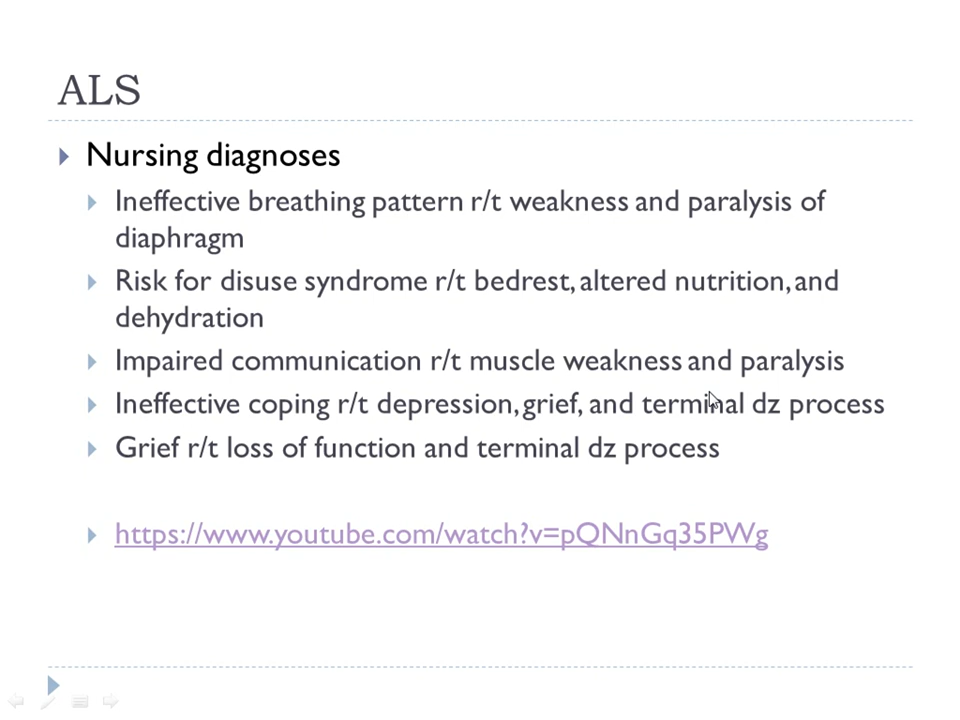 ALS
Nursing diagnoses
Ineffective breathing pattern r/t weakness and paralysis of
diaphragm
Risk for disuse syndrome r/t bedrest, altered nutrition, and
dehydration
Impaired communication r/t muscle weakness and paralysis
Ineffective coping r/t depression, grief, and terminal dz process
Grief r/t loss of function and terminal dz process
https://www.youtube.com/watch?v=pQNnGq35PWg